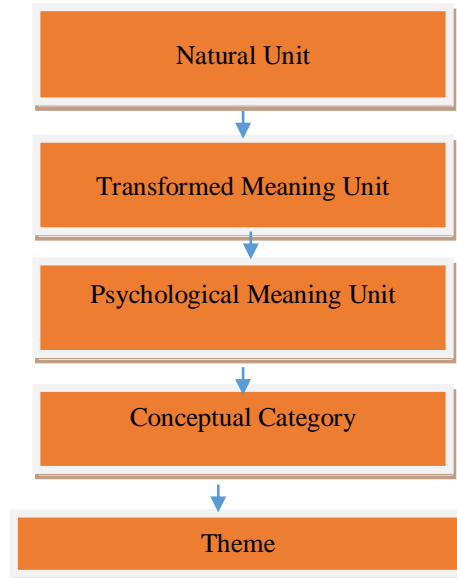 Natural Unit
Transformed Meaning Unit
Psychological Meaning Unit
Conceptual Category
Theme